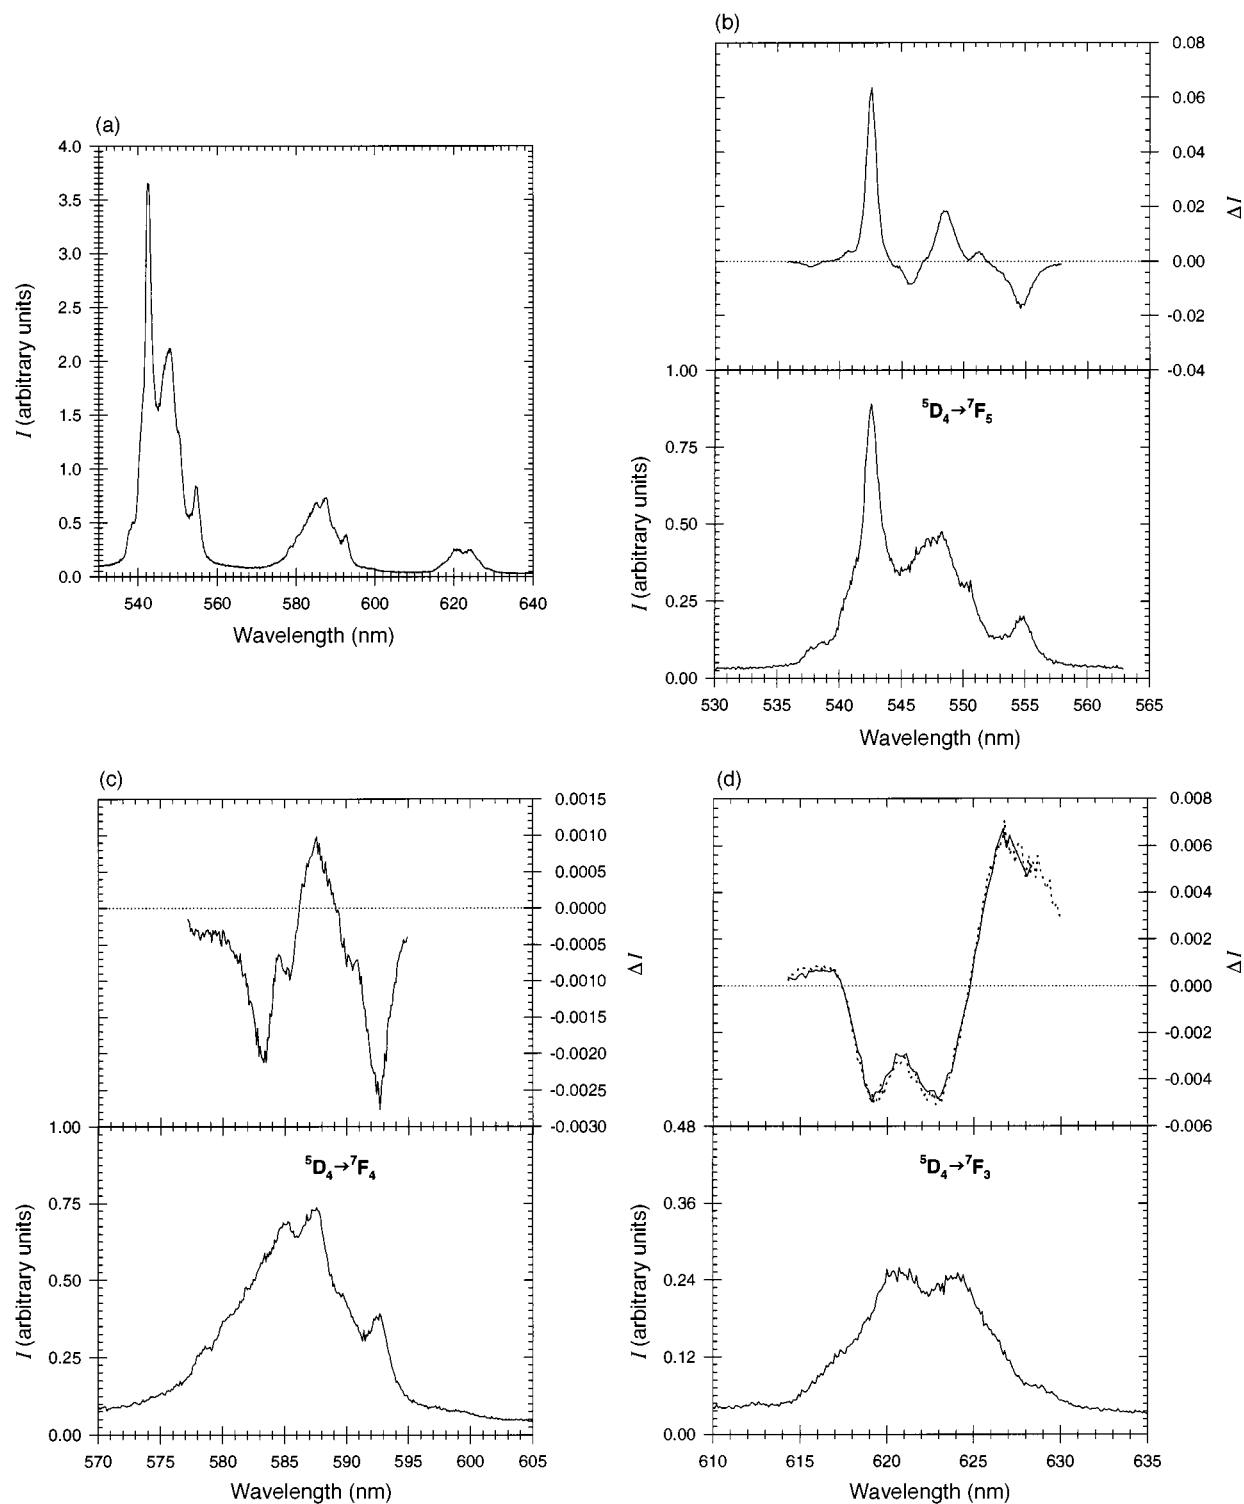 (a)
4.0
3.5
3.0
2.5
2.0
1.5
1.0
0.5
0.0
I (arbitrary units)
540 560 580 600 620 640
Wavelength (nm)
(b)
0.08
0.06
0.04
0.02
0.00
-0.02
-0.04
ΔI
1.00
0.75
0.50
0.25
0.00
I (arbitrary units)
⁵D₄→⁷F₅
530 535 540 545 550 555 560 565
Wavelength (nm)
(c)
0.0015
0.0010
0.0005
0.0000
-0.0005
-0.0010
-0.0015
-0.0020
-0.0025
-0.0030
ΔI
1.00
0.75
0.50
0.25
0.00
I (arbitrary units)
⁵D₄→⁷F₄
570 575 580 585 590 595 600 605
Wavelength (nm)
(d)
0.008
0.006
0.004
0.002
0.000
-0.002
-0.004
-0.006
ΔI
0.48
0.36
0.24
0.12
0.00
I (arbitrary units)
⁵D₄→⁷F₃
610 615 620 625 630 635
Wavelength (nm)